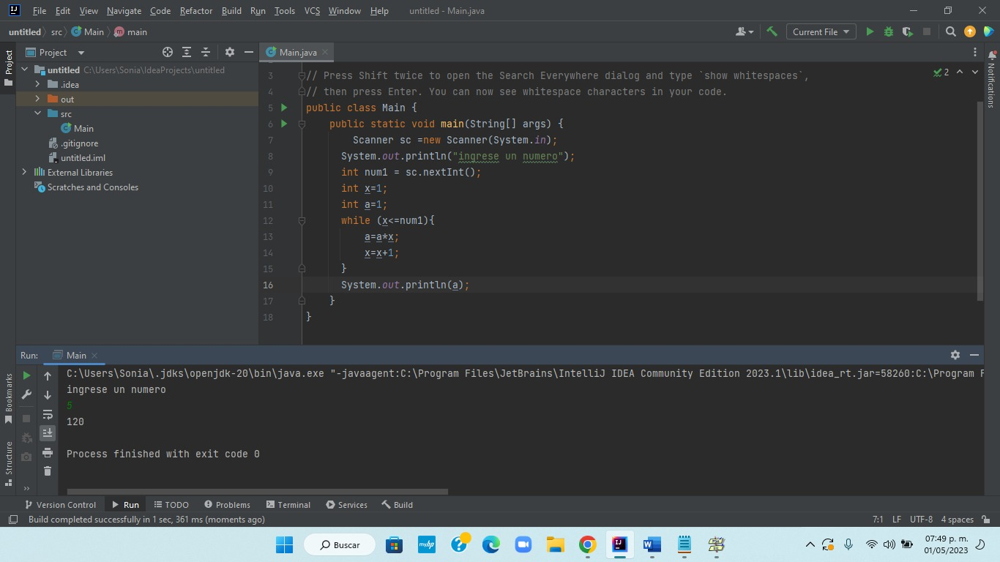 File Edit View Navigate Code Refactor Build Run Tools VCS Window Help untitled - Main.java
untitled src Main main Current File
Project Main.java
untitled C:\Users\Sonia\IdeaProjects\untitled
.idea
out
src
Main
.gitignore
untitled.iml
External Libraries
Scratches and Consoles
Project
Bookmarks
Structure
3 // Press Shift twice to open the Search Everywhere dialog and type `show whitespaces`,
4 // then press Enter. You can now see whitespace characters in your code.
5 public class Main {
6 public static void main(String[] args) {
7 Scanner sc =new Scanner(System.in);
8 System.out.println("ingrese un numero");
9 int num1 = sc.nextInt();
10 int x=1;
11 int a=1;
12 while (x<=num1){
13 a=a*x;
14 x=x+1;
15 }
16 System.out.println(a);
17 }
18 }
2
Notifications
Run: Main
C:\Users\Sonia\.jdks\openjdk-20\bin\java.exe "-javaagent:C:\Program Files\JetBrains\IntelliJ IDEA Community Edition 2023.1\lib\idea_rt.jar=58260:C:\Program F
ingrese un numero
5
120
Process finished with exit code 0
Version Control Run TODO Problems Terminal Services Build
Build completed successfully in 1 sec, 361 ms (moments ago) 7:1 LF UTF-8 4 spaces
Buscar
07:49 p. m.
01/05/2023